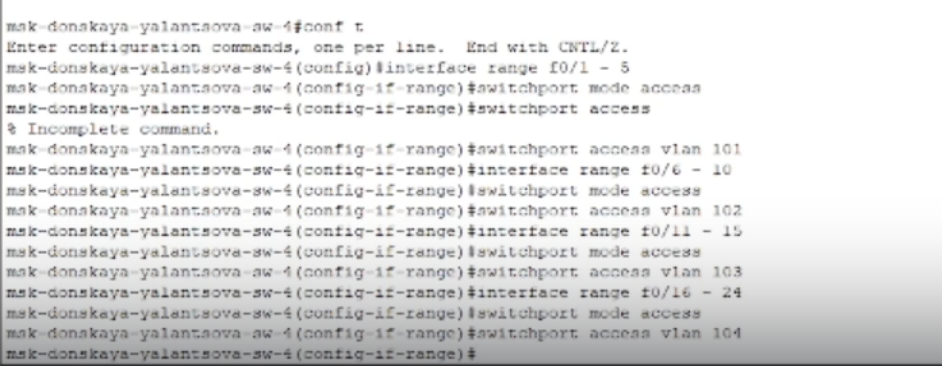 msk-donskaya-yalantsova-sw-4#conf t
Enter configuration commands, one per line.  End with CNTL/Z.
msk-donskaya-yalantsova-sw-4(config)#interface range f0/1 - 5
msk-donskaya-yalantsova-sw-4(config-if-range)#switchport mode access
msk-donskaya-yalantsova-sw-4(config-if-range)#switchport access
% Incomplete command.
msk-donskaya-yalantsova-sw-4(config-if-range)#switchport access vlan 101
msk-donskaya-yalantsova-sw-4(config-if-range)#interface range f0/6 - 10
msk-donskaya-yalantsova-sw-4(config-if-range)#switchport mode access
msk-donskaya-yalantsova-sw-4(config-if-range)#switchport access vlan 102
msk-donskaya-yalantsova-sw-4(config-if-range)#interface range f0/11 - 15
msk-donskaya-yalantsova-sw-4(config-if-range)#switchport mode access
msk-donskaya-yalantsova-sw-4(config-if-range)#switchport access vlan 103
msk-donskaya-yalantsova-sw-4(config-if-range)#interface range f0/16 - 24
msk-donskaya-yalantsova-sw-4(config-if-range)#switchport mode access
msk-donskaya-yalantsova-sw-4(config-if-range)#switchport access vlan 104
msk-donskaya-yalantsova-sw-4(config-if-range)#